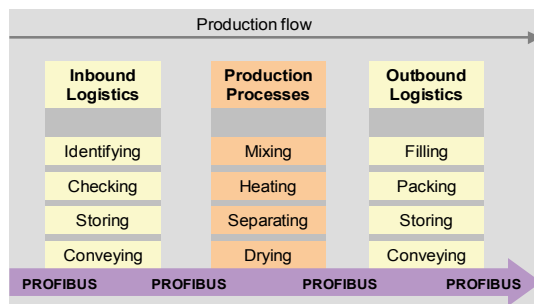 Production flow
Inbound
Logistics
Identifying
Checking
Storing
Conveying
Production
Processes
Mixing
Heating
Separating
Drying
Outbound
Logistics
Filling
Packing
Storing
Conveying
PROFIBUS PROFIBUS PROFIBUS PROFIBUS